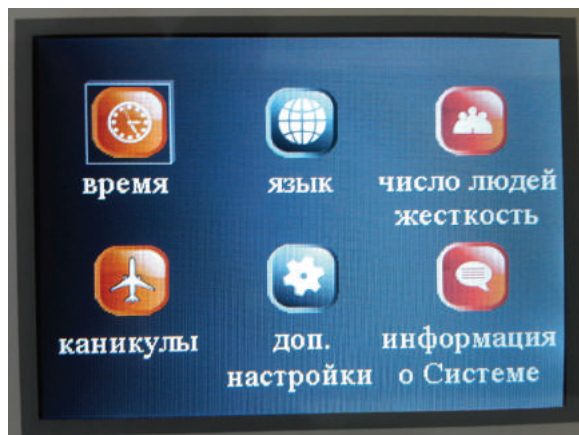 время
язык
число людей
жесткость
каникулы
доп.
настройки
информация
о Системе